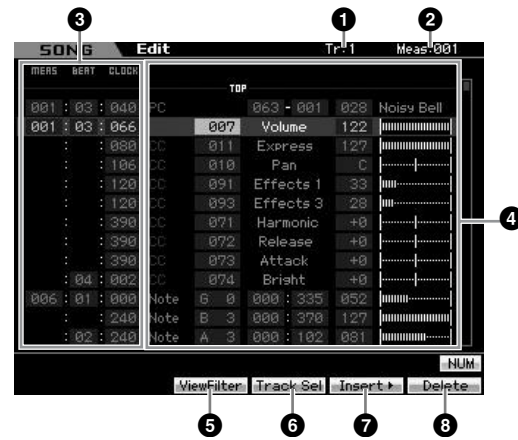 3 1 2
SONG Edit Tr:1 Meas:001
MEAS BEAT CLOCK
TOP
001 : 03 : 040 PC 063 - 001 028 Noisy Bell
001 : 03 : 066 007 Volume 122
: : 080 CC 011 Express 127
: : 106 CC 010 Pan C
: : 120 CC 091 Effects 1 33
: : 120 CC 093 Effects 3 28
: : 390 CC 071 Harmonic +0
: : 390 CC 072 Release +0
: : 390 CC 073 Attack +0
: 04 : 002 CC 074 Bright +0
006 : 01 : 000 Note G 0 000 : 335 052
: : 240 Note B 3 000 : 370 127
: 02 : 240 Note A 3 000 : 102 081
4
NUM
ViewFilter Track Sel Insert Delete
5 6 7 8